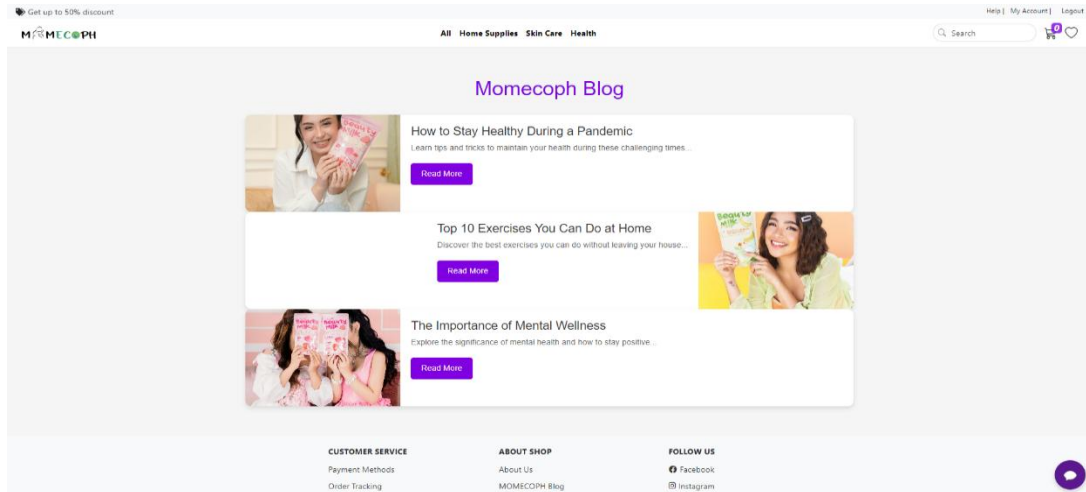 Get up to 50% discount
Help | My Account | Logout
MOMECOPH
All Home Supplies Skin Care Health
Search
0
Momecoph Blog
How to Stay Healthy During a Pandemic
Learn tips and tricks to maintain your health during these challenging times...
Read More
Top 10 Exercises You Can Do at Home
Discover the best exercises you can do without leaving your house...
Read More
The Importance of Mental Wellness
Explore the significance of mental health and how to stay positive...
Read More
CUSTOMER SERVICE ABOUT SHOP FOLLOW US
Payment Methods About Us Facebook
Order Tracking MOMECOPH Blog Instagram